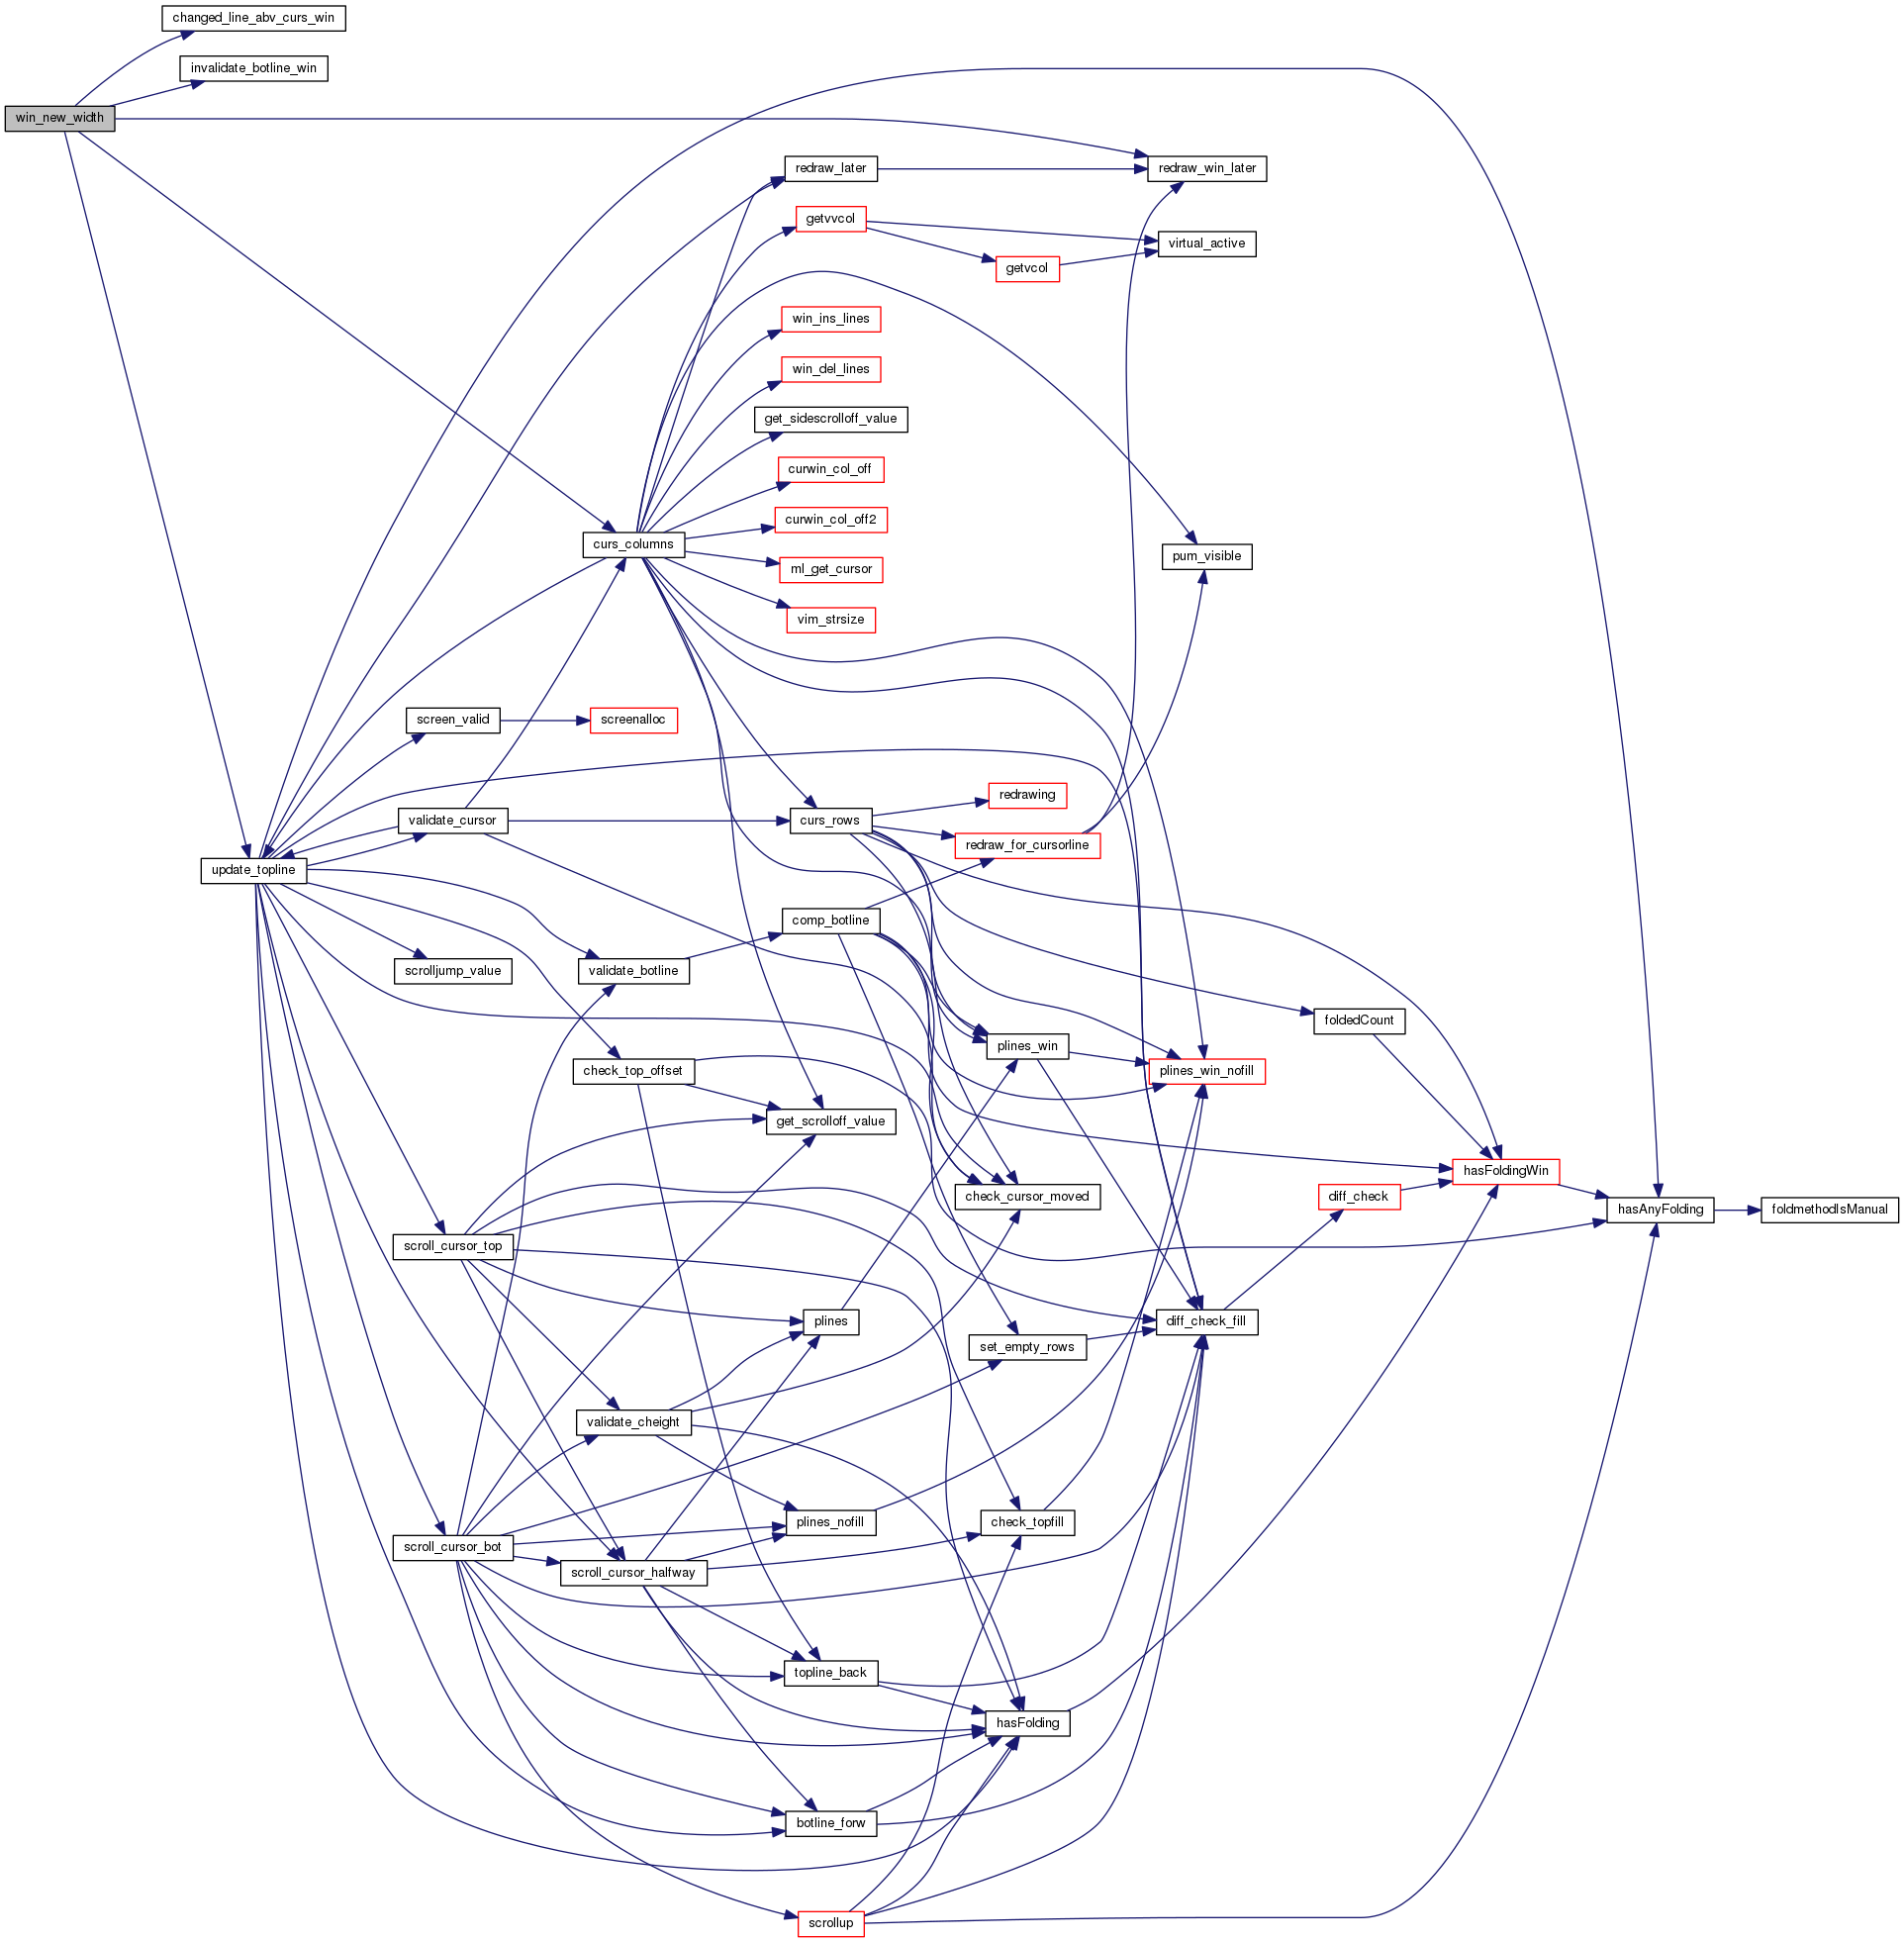 changed_line_abv_curs_win
invalidate_botline_win
win_new_width
redraw_later
redraw_win_later
getvvcol
virtual_active
getvcol
win_ins_lines
win_del_lines
get_sidescrolloff_value
curwin_col_off
curwin_col_off2
curs_columns
pum_visible
ml_get_cursor
vim_strsize
screen_valid
screenalloc
redrawing
validate_cursor
curs_rows
redraw_for_cursorline
update_topline
comp_botline
scrolljump_value
validate_botline
foldedCount
plines_win
check_top_offset
plines_win_nofill
get_scrolloff_value
hasFoldingWin
check_cursor_moved
diff_check
hasAnyFolding
foldmethodIsManual
scroll_cursor_top
plines
diff_check_fill
set_empty_rows
validate_cheight
plines_nofill
check_topfill
scroll_cursor_bot
scroll_cursor_halfway
topline_back
hasFolding
botline_forw
scrollup